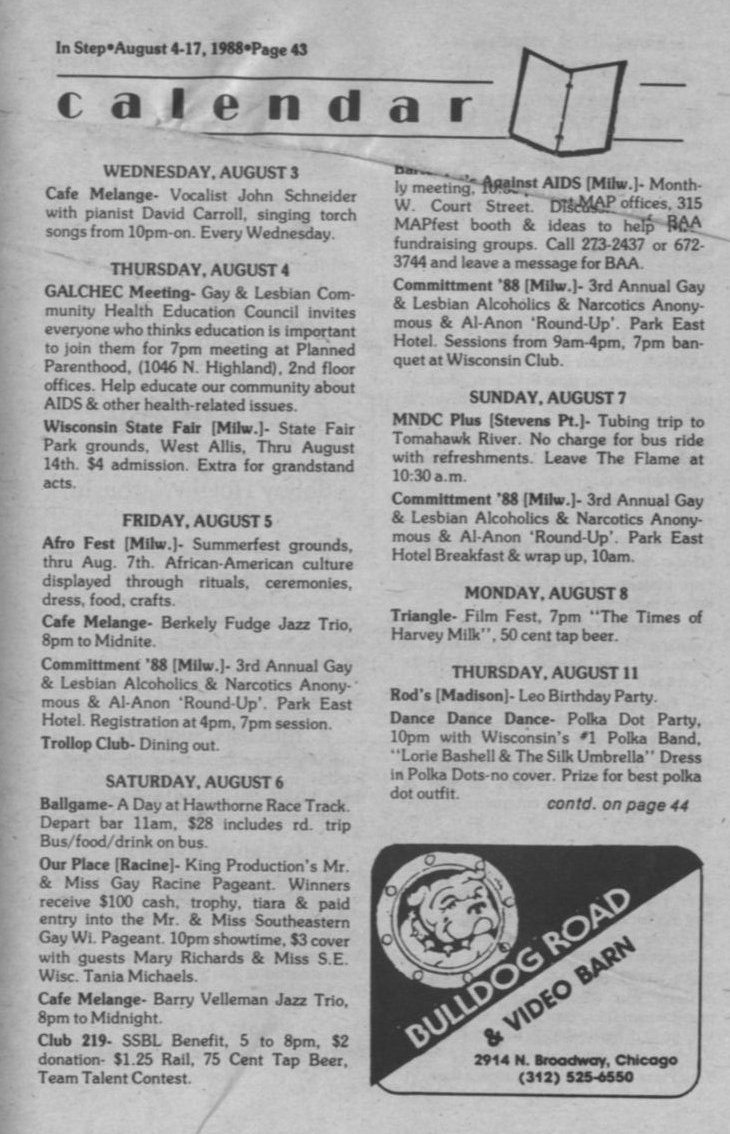 In Step•August 4-17, 1988•Page 43
calendar
WEDNESDAY, AUGUST 3
Cafe Melange- Vocalist John Schneider
with pianist David Carroll, singing torch
songs from 10pm-on. Every Wednesday.
THURSDAY, AUGUST 4
GALCHEC Meeting- Gay & Lesbian Com-
munity Health Education Council invites
everyone who thinks education is important
to join them for 7pm meeting at Planned
Parenthood, (1046 N. Highland), 2nd floor
offices. Help educate our community about
AIDS & other health-related issues.
Wisconsin State Fair [Milw.]- State Fair
Park grounds, West Allis, Thru August
14th. $4 admission. Extra for grandstand
acts.
FRIDAY, AUGUST 5
Afro Fest [Milw.]- Summerfest grounds,
thru Aug. 7th. African-American culture
displayed through rituals, ceremonies,
dress, food, crafts.
Cafe Melange- Berkely Fudge Jazz Trio,
8pm to Midnite.
Committment '88 [Milw.]- 3rd Annual Gay
& Lesbian Alcoholics & Narcotics Anony-
mous & Al-Anon 'Round-Up'. Park East
Hotel. Registration at 4pm, 7pm session.
Trollop Club- Dining out.
SATURDAY, AUGUST 6
Ballgame- A Day at Hawthorne Race Track.
Depart bar 11am, $28 includes rd. trip
Bus/food/drink on bus.
Our Place [Racine]- King Production's Mr.
& Miss Gay Racine Pageant. Winners
receive $100 cash, trophy, tiara & paid
entry into the Mr. & Miss Southeastern
Gay Wi. Pageant. 10pm showtime, $3 cover
with guests Mary Richards & Miss S.E.
Wisc. Tania Michaels.
Cafe Melange- Barry Velleman Jazz Trio,
8pm to Midnight.
Club 219- SSBL Benefit, 5 to 8pm, $2
donation- $1.25 Rail, 75 Cent Tap Beer,
Team Talent Contest.
Against AIDS [Milw.]- Month-
ly meeting, MAP offices, 315
W. Court Street.
MAPfest booth & ideas to help BAA
fundraising groups. Call 273-2437 or 672-
3744 and leave a message for BAA.
Committment '88 [Milw.]- 3rd Annual Gay
& Lesbian Alcoholics & Narcotics Anony-
mous & Al-Anon 'Round-Up'. Park East
Hotel. Sessions from 9am-4pm, 7pm ban-
quet at Wisconsin Club.
SUNDAY, AUGUST 7
MNDC Plus [Stevens Pt.]- Tubing trip to
Tomahawk River. No charge for bus ride
with refreshments. Leave The Flame at
10:30 a.m.
Committment '88 [Milw.]- 3rd Annual Gay
& Lesbian Alcoholics & Narcotics Anony-
mous & Al-Anon 'Round-Up'. Park East
Hotel Breakfast & wrap up, 10am.
MONDAY, AUGUST 8
Triangle- Film Fest, 7pm "The Times of
Harvey Milk", 50 cent tap beer.
THURSDAY, AUGUST 11
Rod's [Madison]- Leo Birthday Party.
Dance Dance Dance- Polka Dot Party,
10pm with Wisconsin's #1 Polka Band,
"Lorie Bashell & The Silk Umbrella" Dress
in Polka Dots-no cover. Prize for best polka
dot outfit.
contd. on page 44
BULLDOG ROAD
& VIDEO BARN
2914 N. Broadway, Chicago
(312) 525-6550